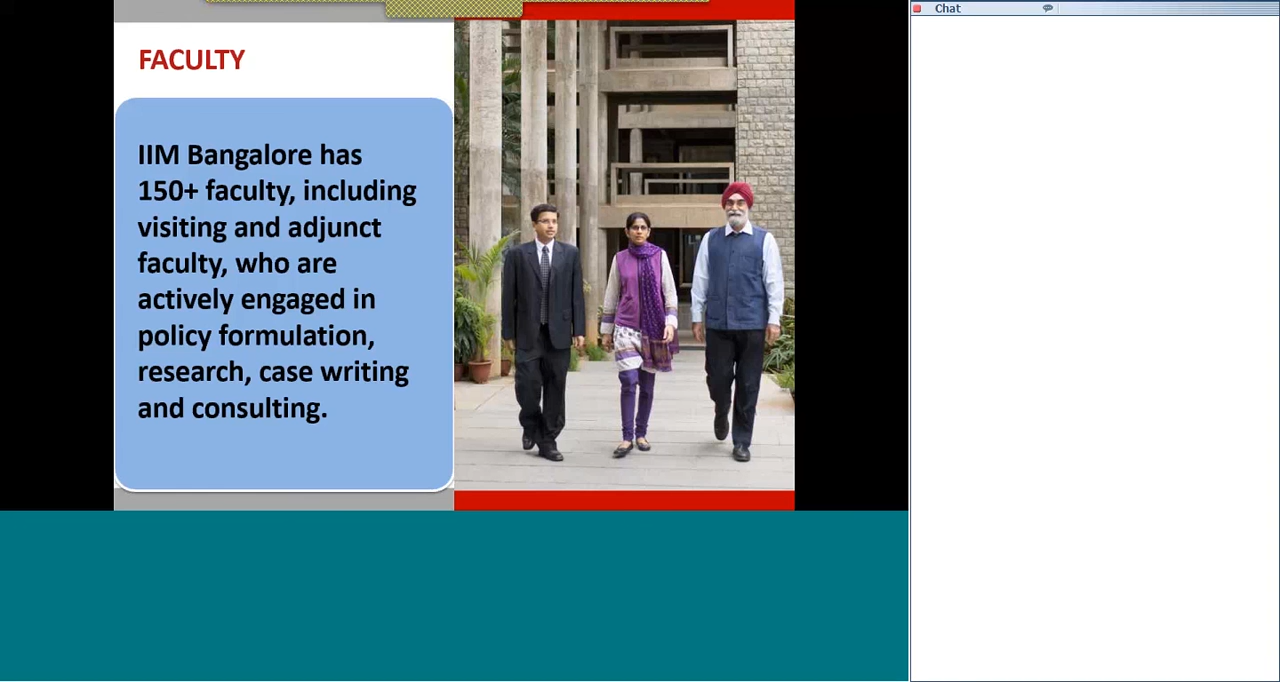 Chat
FACULTY
IIM Bangalore has
150+ faculty, including
visiting and adjunct
faculty, who are
actively engaged in
policy formulation,
research, case writing
and consulting.